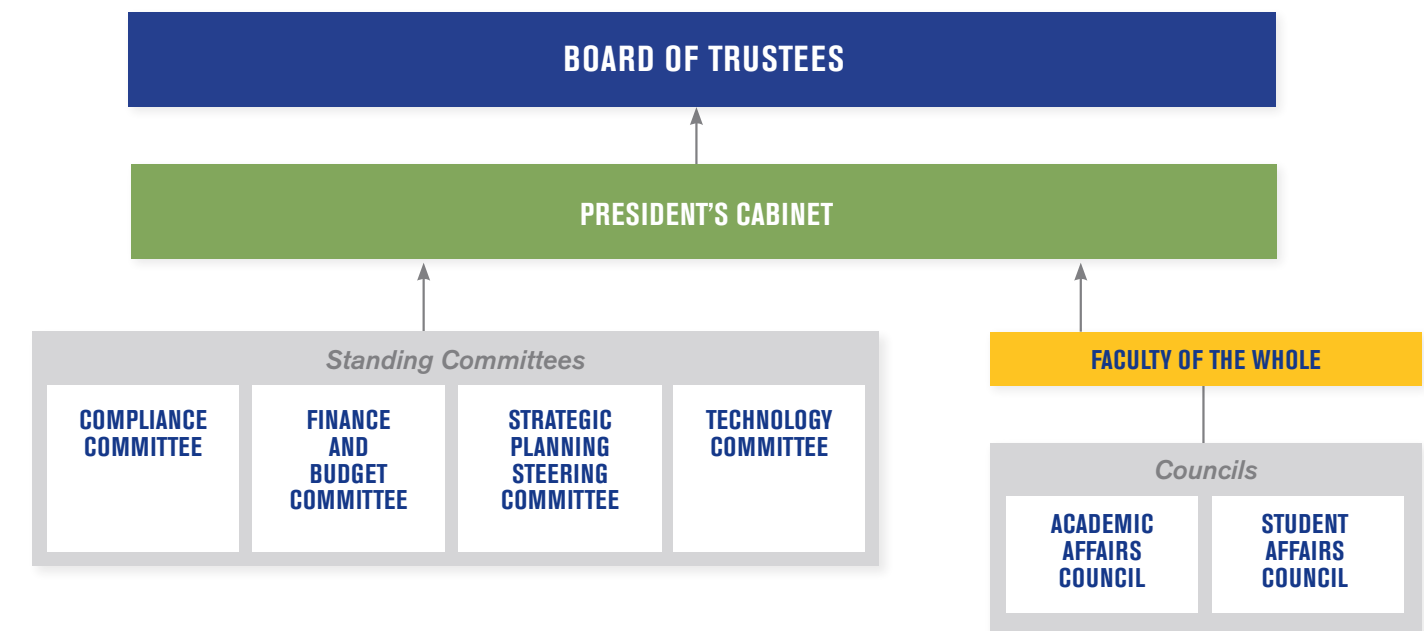 BOARD OF TRUSTEES
PRESIDENT'S CABINET
Standing Committees
COMPLIANCE
COMMITTEE
FINANCE
AND
BUDGET
COMMITTEE
STRATEGIC
PLANNING
STEERING
COMMITTEE
TECHNOLOGY
COMMITTEE
FACULTY OF THE WHOLE
Councils
ACADEMIC
AFFAIRS
COUNCIL
STUDENT
AFFAIRS
COUNCIL